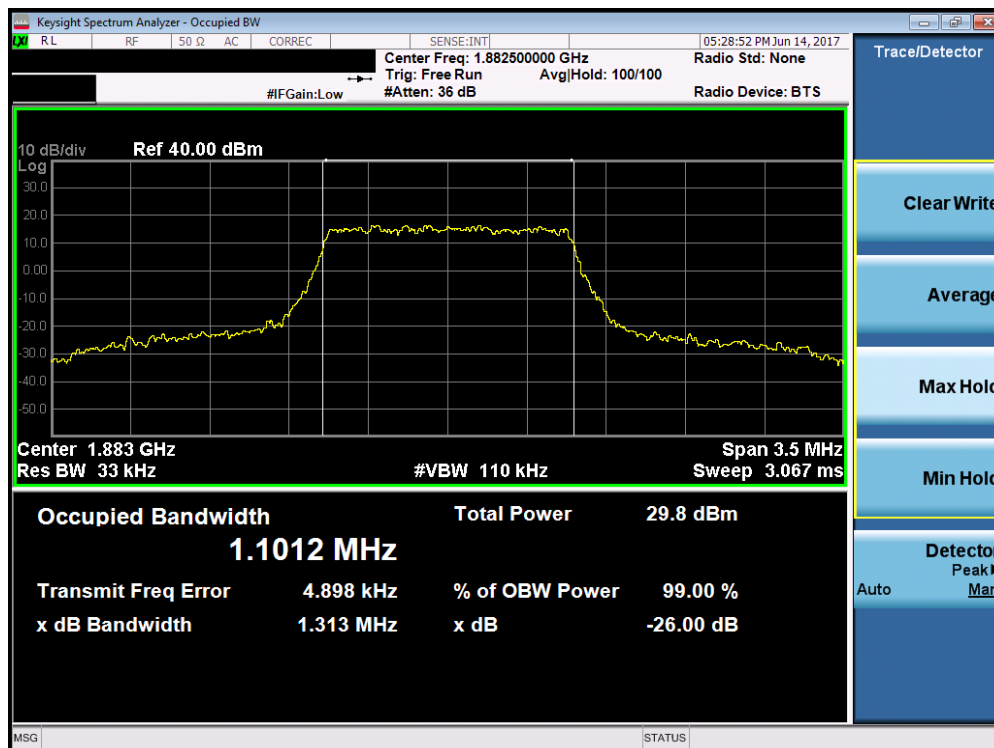 Keysight Spectrum Analyzer - Occupied BW
LXI RL RF 50 Ω AC CORREC SENSE:INT 05:28:52 PM Jun 14, 2017
Center Freq: 1.882500000 GHz Radio Std: None
Trig: Free Run Avg|Hold: 100/100
#IFGain:Low #Atten: 36 dB Radio Device: BTS
10 dB/div Ref 40.00 dBm
Log
30.0
20.0
10.0
0.00
-10.0
-20.0
-30.0
-40.0
-50.0
Center 1.883 GHz Span 3.5 MHz
Res BW 33 kHz #VBW 110 kHz Sweep 3.067 ms
Occupied Bandwidth Total Power 29.8 dBm
1.1012 MHz
Transmit Freq Error 4.898 kHz % of OBW Power 99.00 %
x dB Bandwidth 1.313 MHz x dB -26.00 dB
MSG STATUS
Trace/Detector
Clear Write
Average
Max Hold
Min Hold
Detector
Peak
Auto Man